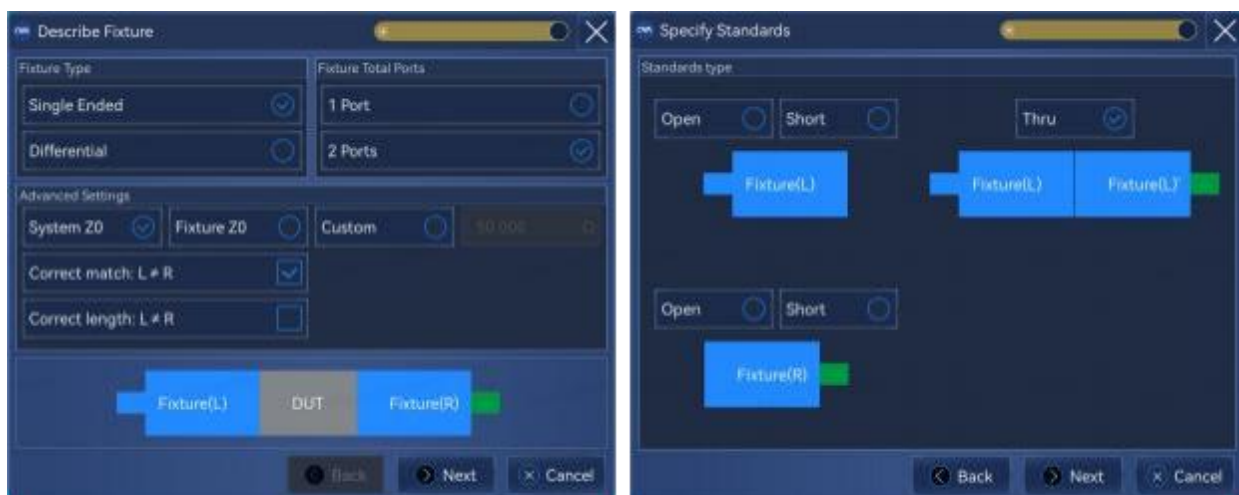 Describe Fixture
Fixture Type
Fixture Total Ports
Single Ended
1 Port
Differential
2 Ports
Advanced Settings
System Z0
Fixture Z0
Custom
50.000 Ω
Correct match: L ≠ R
Correct length: L ≠ R
Fixture(L)
DUT
Fixture(R)
Back
Next
Cancel
Specify Standards
Standards type
Open
Short
Thru
Fixture(L)
Fixture(L)
Fixture(L)'
Open
Short
Fixture(R)
Back
Next
Cancel